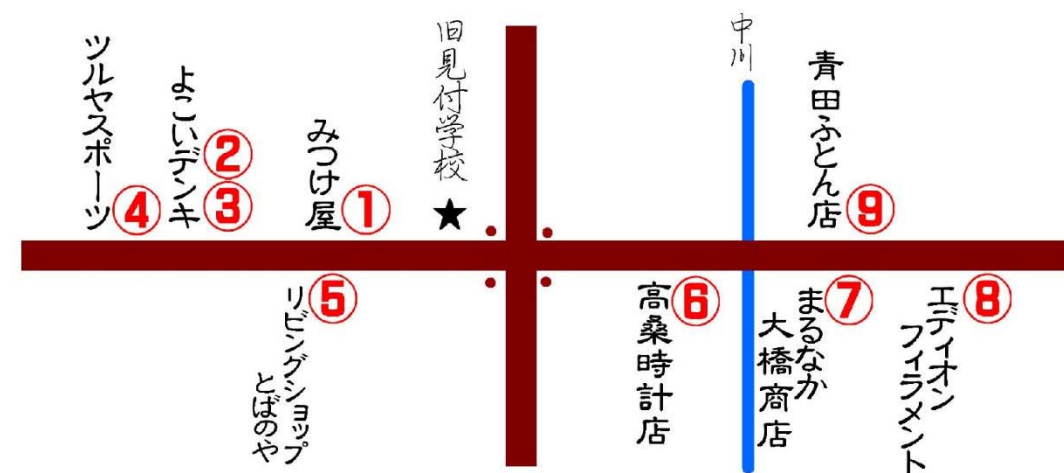 ツルヤスポーツ
④
よこいデンキ
②
③
みつけ屋
①
旧見付学校
★
中川
青田ふとん店
⑨
リビングショップ
とばのや
⑤
高桑時計店
⑥
まるなか
大橋商店
⑦
エディオン
フィラメント
⑧